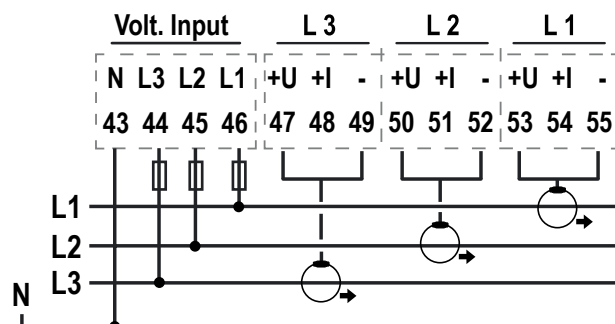 Volt. Input L 3 L 2 L 1
N L3 L2 L1 +U +I - +U +I - +U +I -
43 44 45 46 47 48 49 50 51 52 53 54 55
L1
L2
L3
N